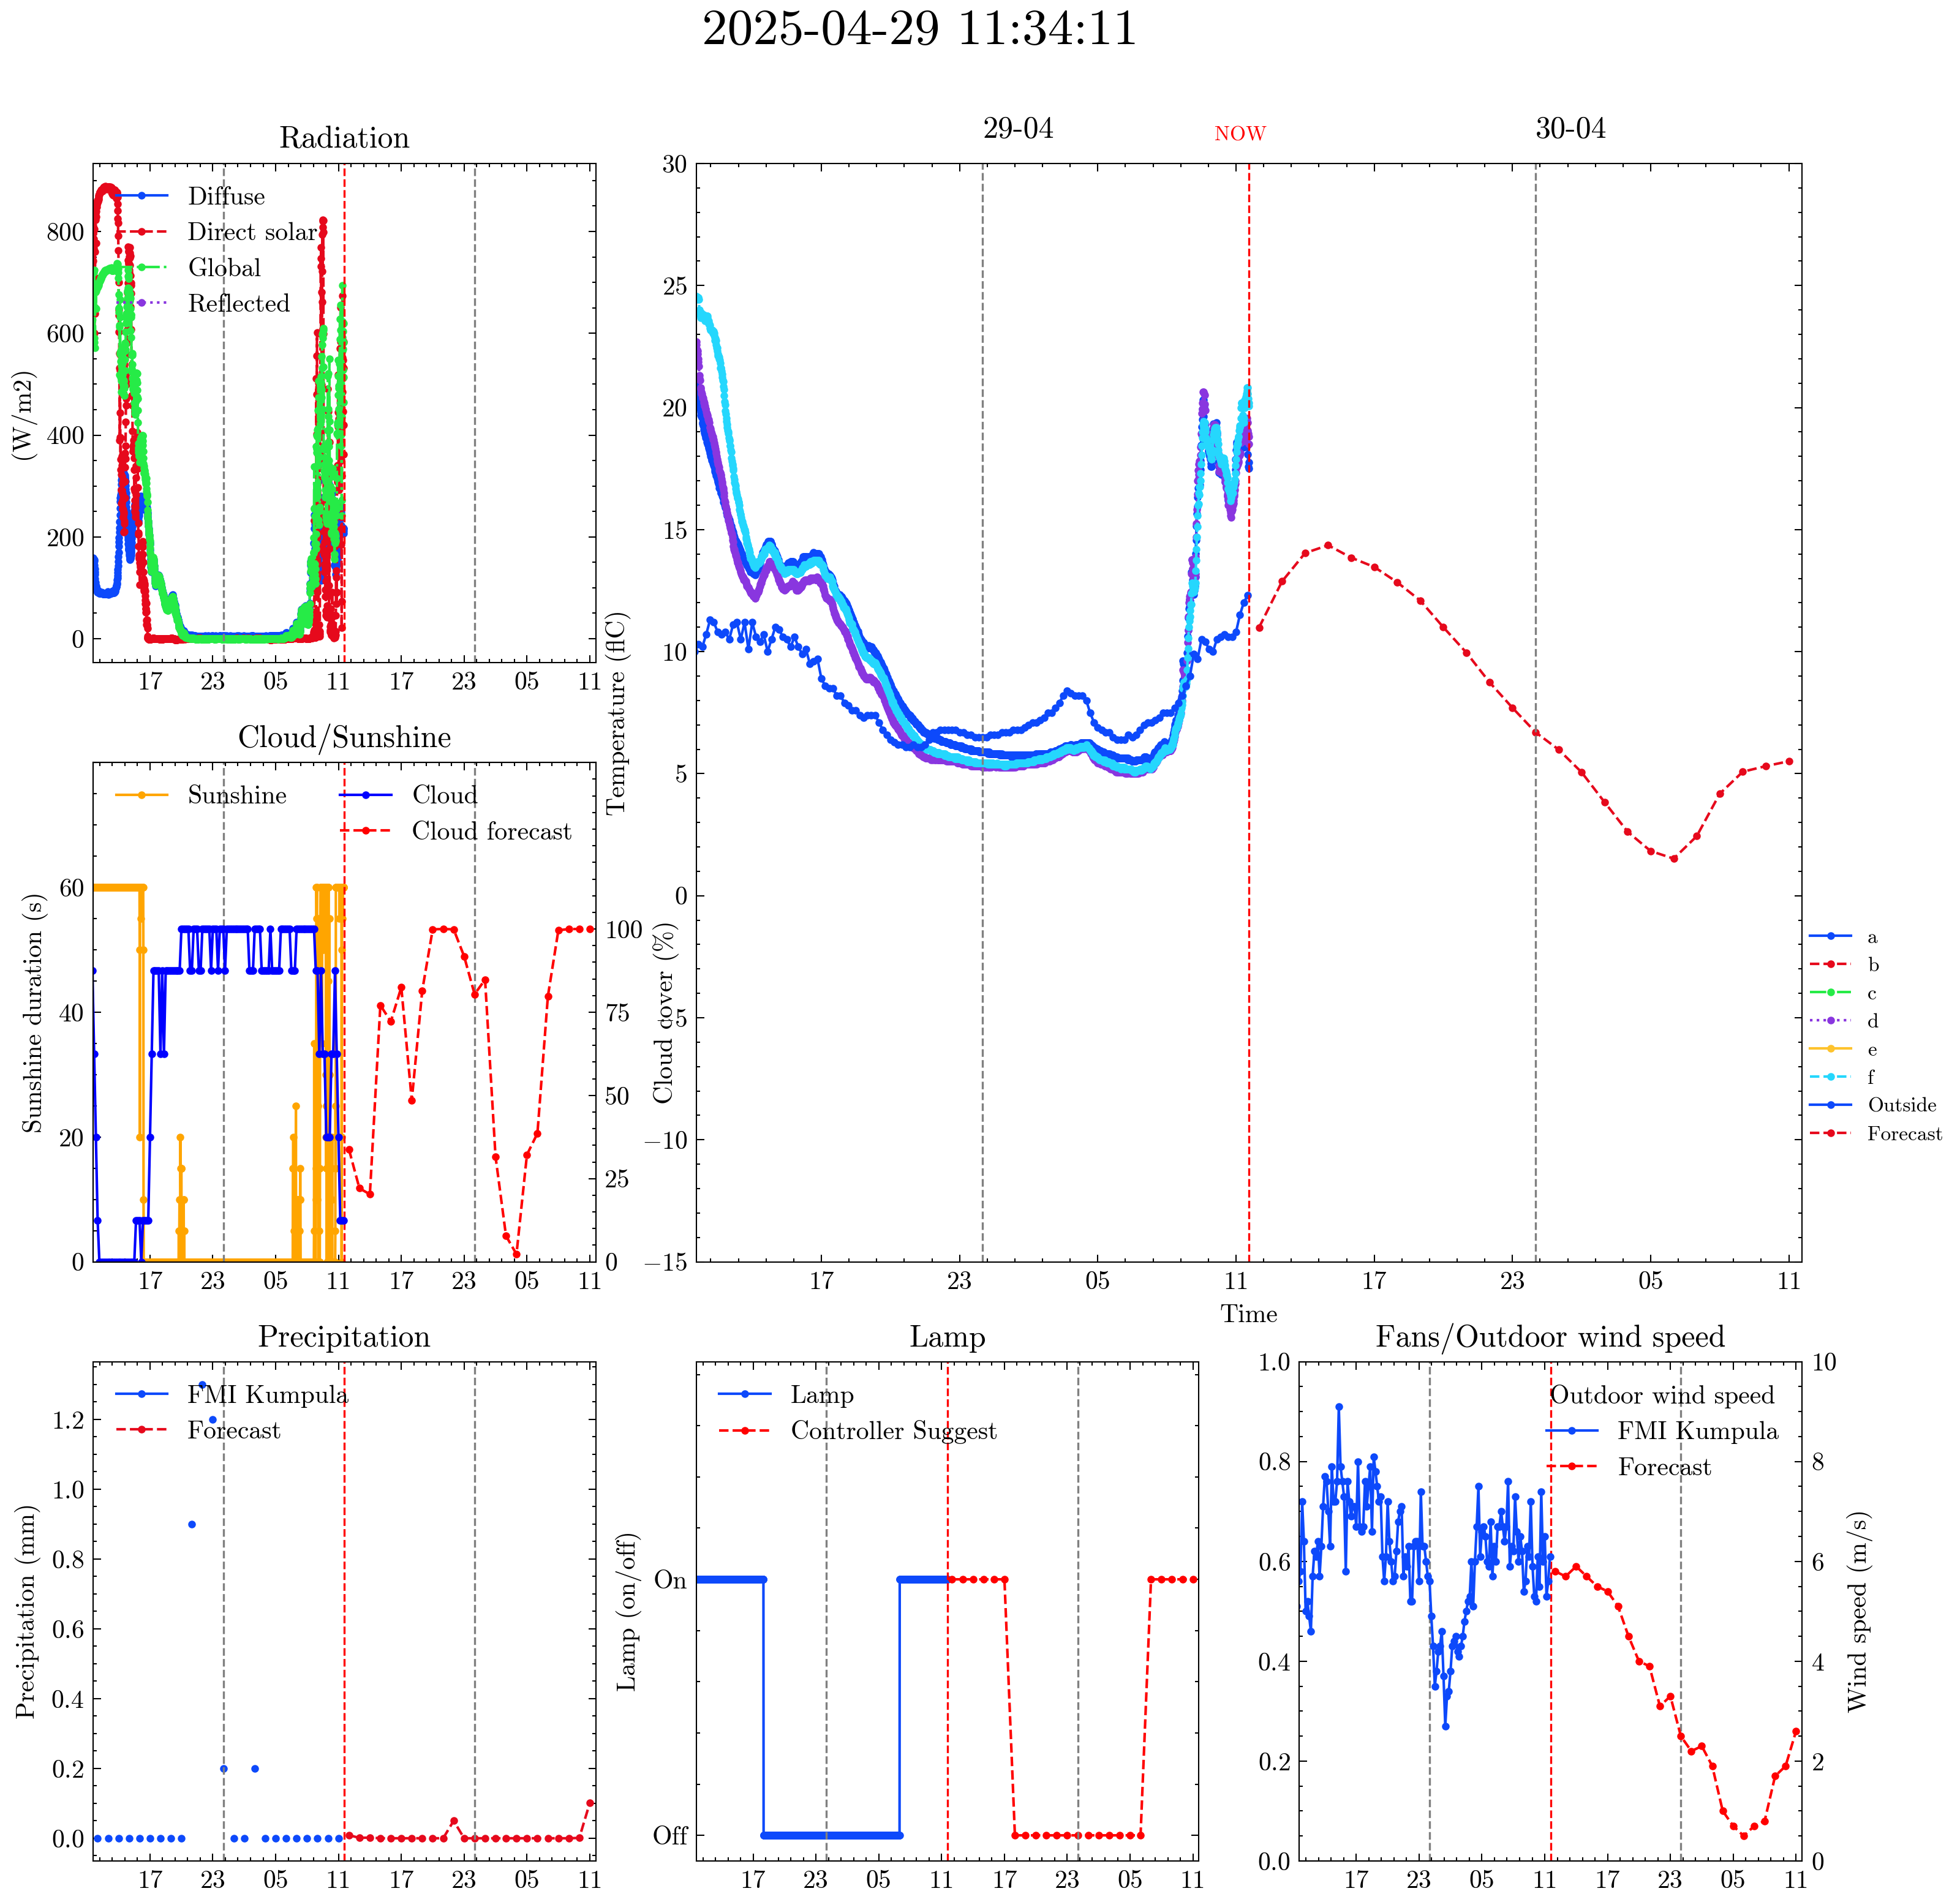 2025-04-29 11:34:11
Radiation
(W/m2)
800
600
400
200
0
Diffuse
Direct solar
Global
Reflected
17 23 05 11 17 23 05 11
29-04
NOW
30-04
Temperature (flC)
30
25
20
15
10
5
0
−5
−10
−15
17 23 05 11 17 23 05 11
Time
a
b
c
d
e
f
Outside
Forecast
Cloud/Sunshine
Sunshine duration (s)
60
40
20
0
Sunshine
Cloud
Cloud forecast
100
75
50
25
0
Cloud cover (%)
17 23 05 11 17 23 05 11
Precipitation
Precipitation (mm)
1.2
1.0
0.8
0.6
0.4
0.2
0.0
FMI Kumpula
Forecast
17 23 05 11 17 23 05 11
Lamp
Lamp (on/off)
On
Off
Lamp
Controller Suggest
17 23 05 11 17 23 05 11
Fans/Outdoor wind speed
1.0
0.8
0.6
0.4
0.2
0.0
Outdoor wind speed
FMI Kumpula
Forecast
10
8
6
4
2
0
Wind speed (m/s)
17 23 05 11 17 23 05 11